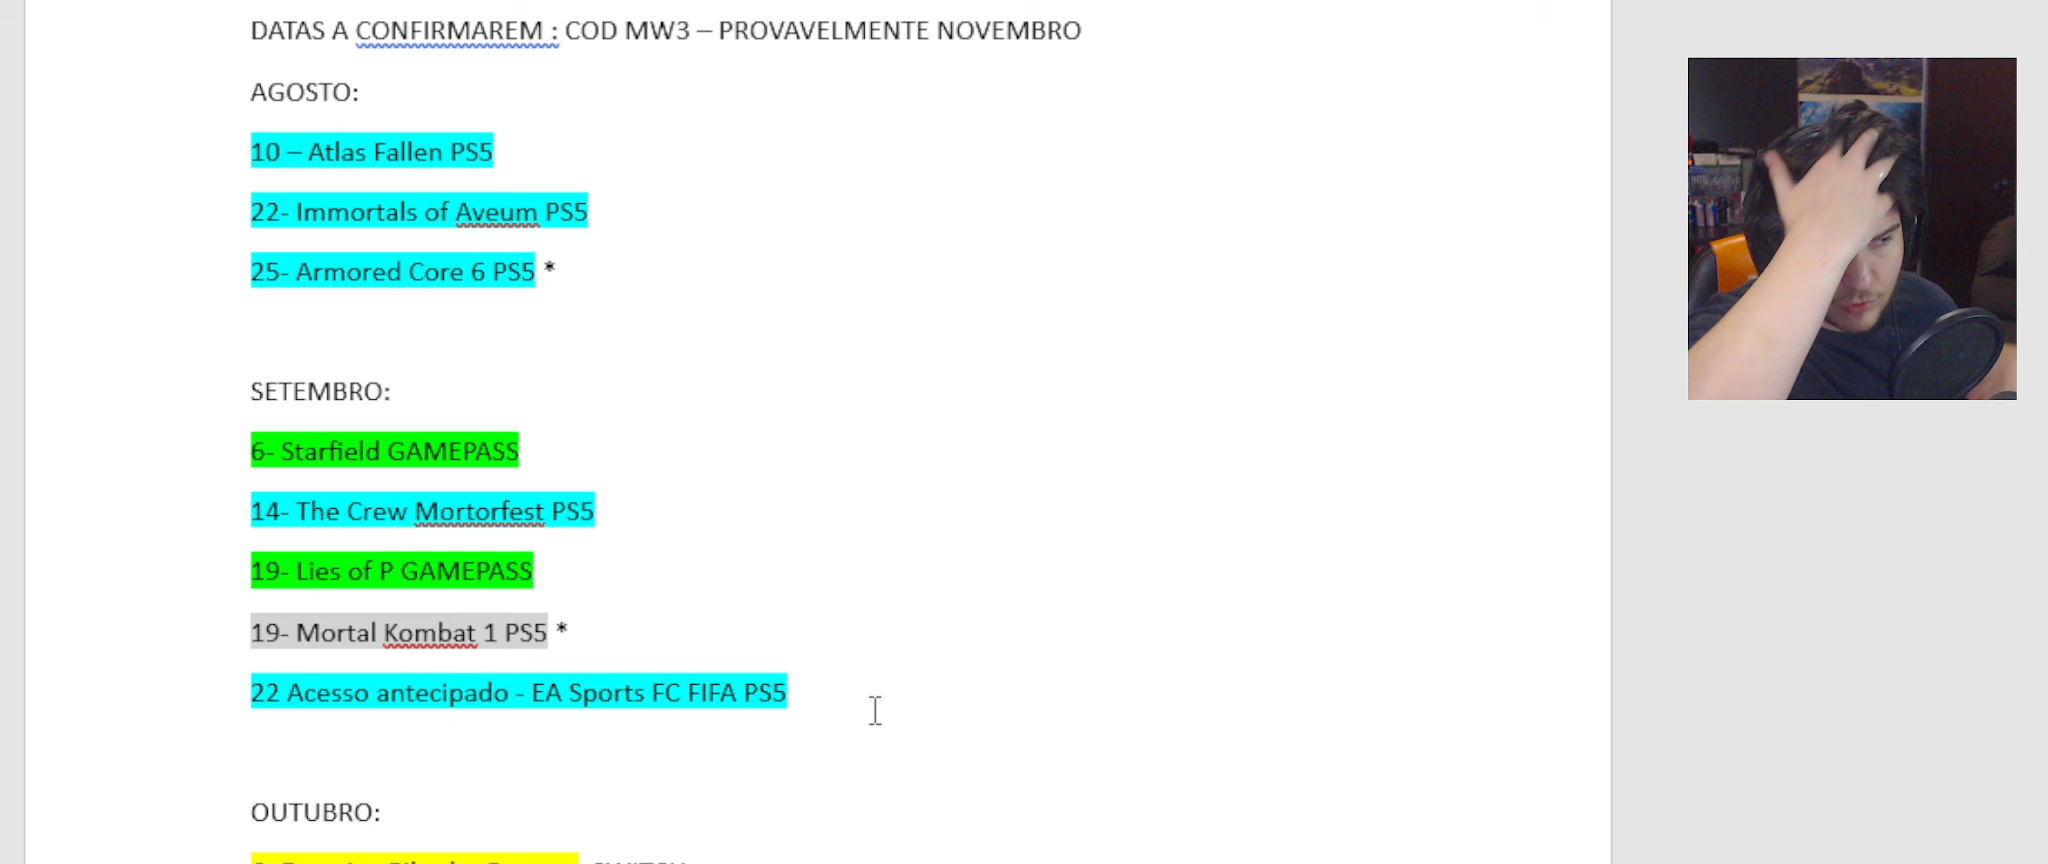 DATAS A CONFIRMAREM : COD MW3 – PROVAVELMENTE NOVEMBRO
AGOSTO:
10 – Atlas Fallen PS5
22- Immortals of Aveum PS5
25- Armored Core 6 PS5 *
SETEMBRO:
6- Starfield GAMEPASS
14- The Crew Mortorfest PS5
19- Lies of P GAMEPASS
19- Mortal Kombat 1 PS5 *
22 Acesso antecipado - EA Sports FC FIFA PS5
OUTUBRO: